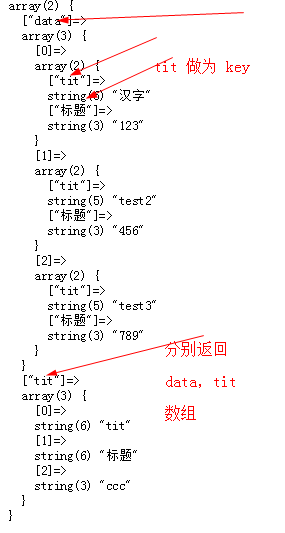 array(2) {
["data"]=>
array(3) {
[0]=>
array(2) {
["tit"]=>
string(6) "汉字"
["标题"]=>
string(3) "123"
}
[1]=>
array(2) {
["tit"]=>
string(5) "test2"
["标题"]=>
string(3) "456"
}
[2]=>
array(2) {
["tit"]=>
string(5) "test3"
["标题"]=>
string(3) "789"
}
}
["tit"]=>
array(3) {
[0]=>
string(6) "tit"
[1]=>
string(6) "标题"
[2]=>
string(3) "ccc"
}
}
tit 做为 key
分别返回
data, tit
数组